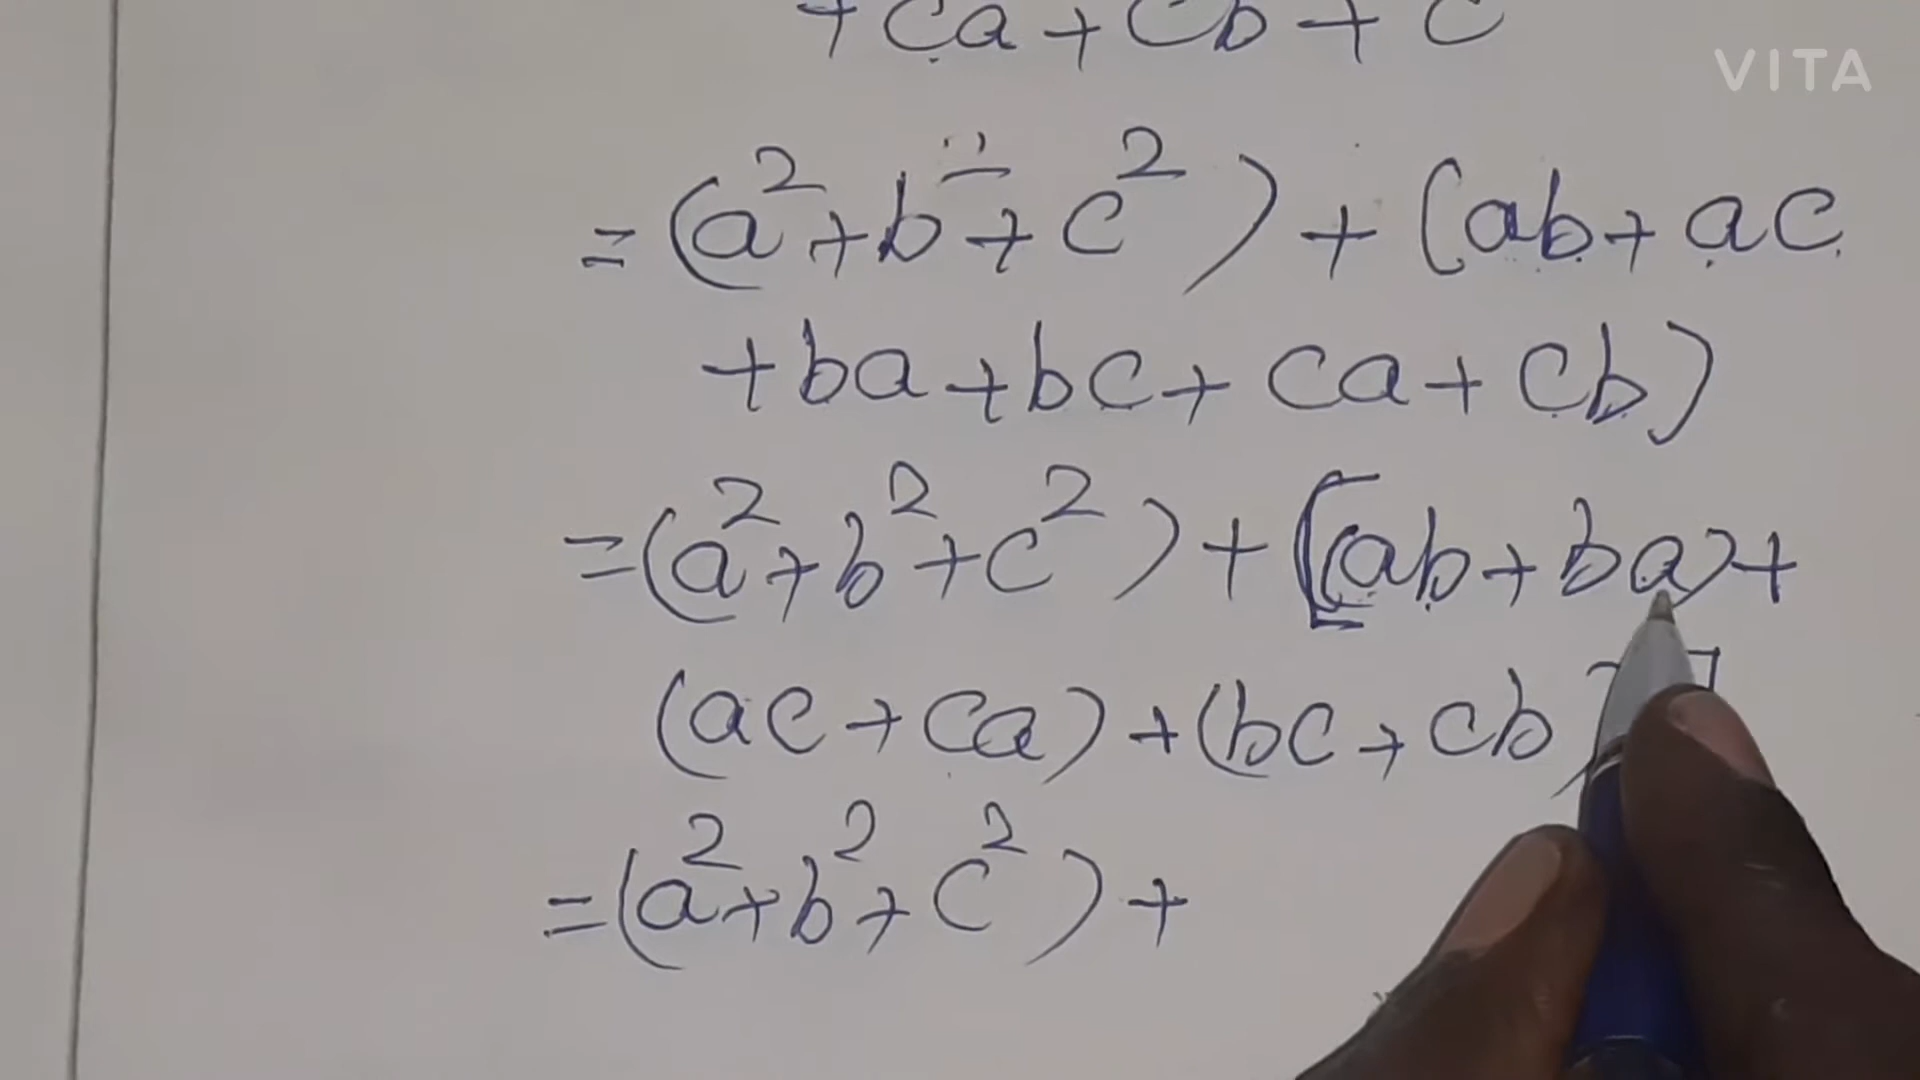 + ca + cb + c
VITA
= (a² + b² + c²) + (ab + ac
+ ba + bc + ca + cb)
= (a² + b² + c²) + [(ab + ba) +
(ac + ca) + (bc + cb)]
= (a² + b² + c²) +